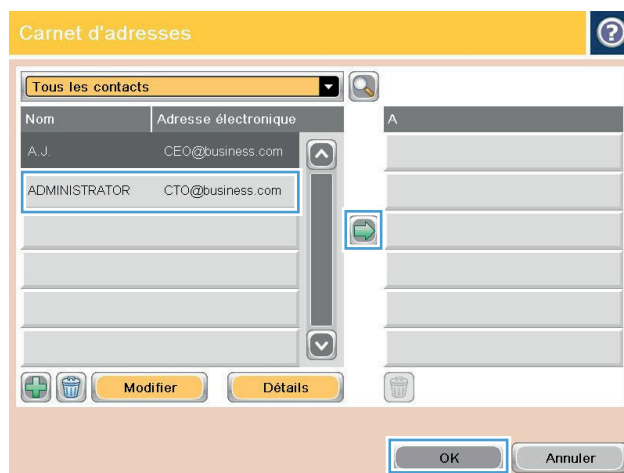 Carnet d'adresses
?
Tous les contacts
Nom Adresse électronique A
A.J. CEO@business.com
ADMINISTRATOR CTO@business.com
Modifier Détails
OK Annuler